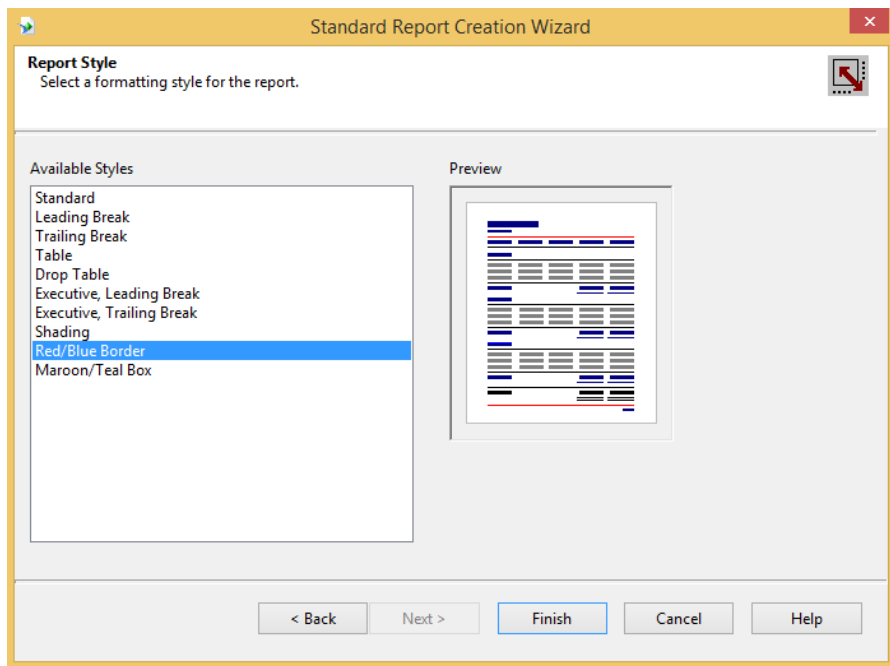 Standard Report Creation Wizard
Report Style
Select a formatting style for the report.
Available Styles
Preview
Standard
Leading Break
Trailing Break
Table
Drop Table
Executive, Leading Break
Executive, Trailing Break
Shading
Red/Blue Border
Maroon/Teal Box
< Back
Next >
Finish
Cancel
Help